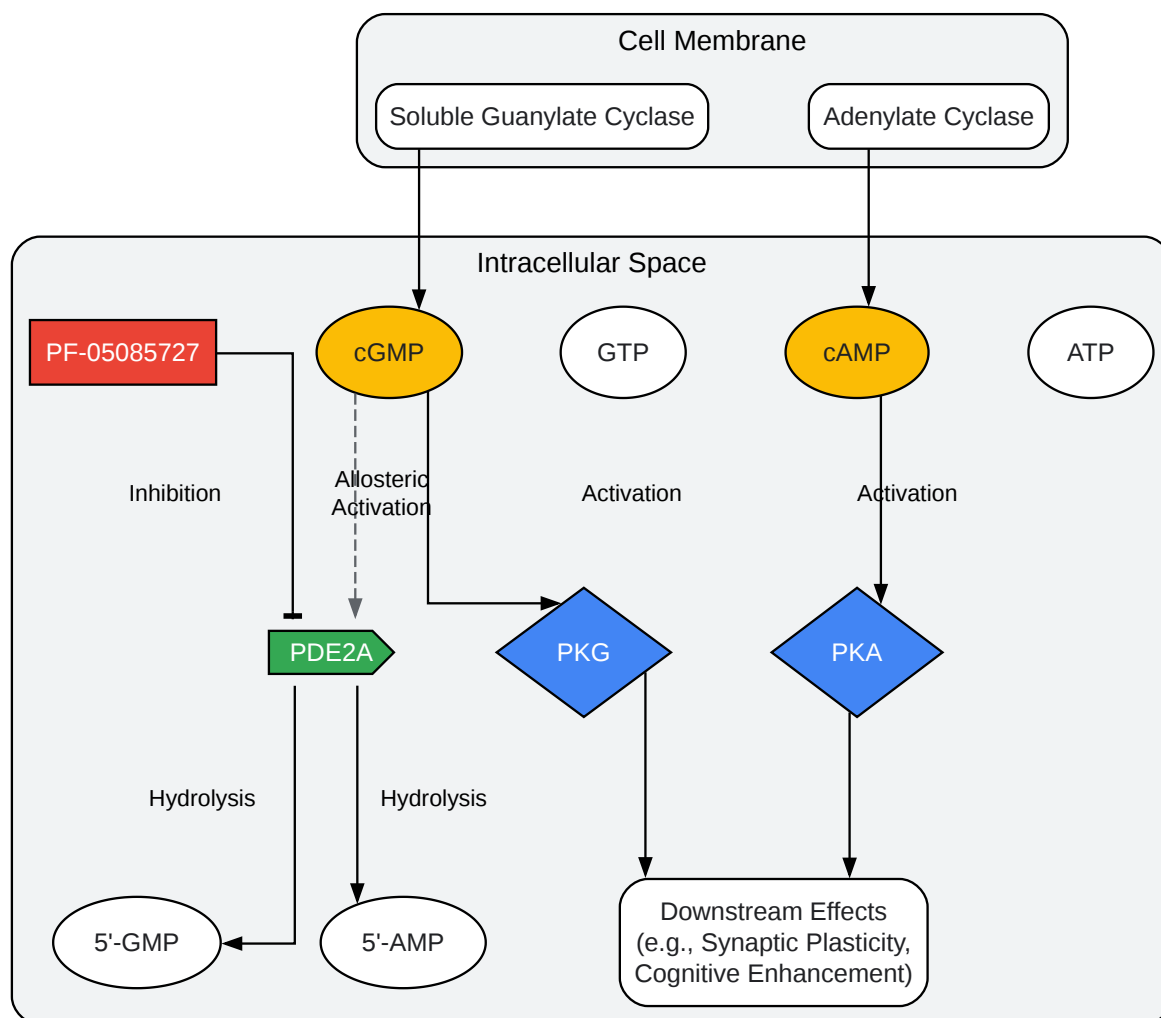 Cell Membrane
Soluble Guanylate Cyclase
Adenylate Cyclase
Intracellular Space
PF-05085727
cGMP
GTP
cAMP
ATP
Inhibition
Allosteric
Activation
Activation
Activation
PDE2A
PKG
PKA
Hydrolysis
Hydrolysis
5'-GMP
5'-AMP
Downstream Effects
(e.g., Synaptic Plasticity,
Cognitive Enhancement)